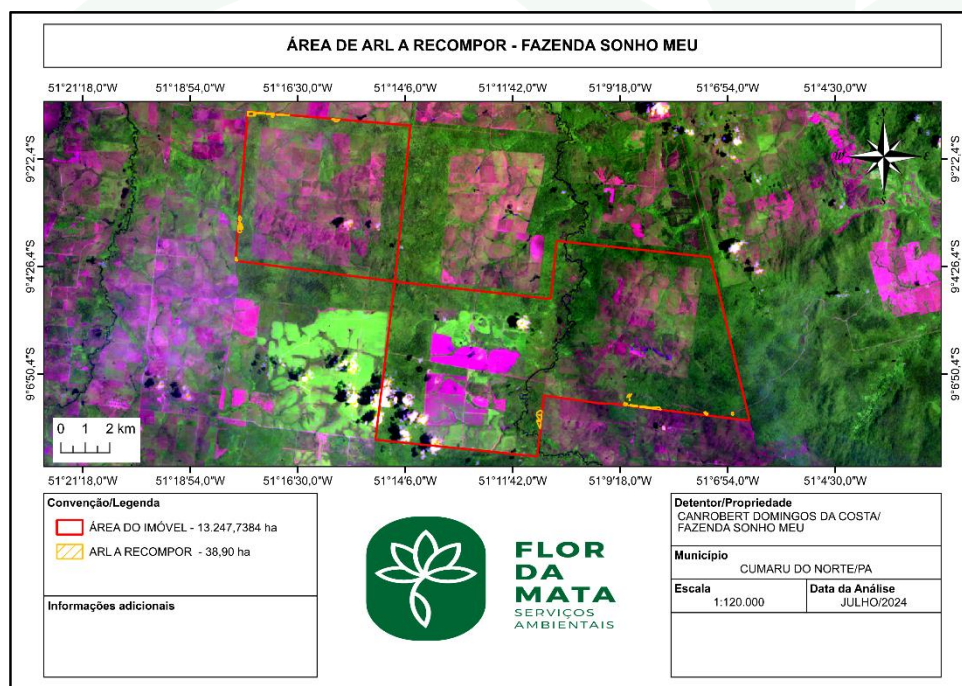 ÁREA DE ARL A RECOMPOR - FAZENDA SONHO MEU
51°21'18,0"W 51°18'54,0"W 51°16'30,0"W 51°14'6,0"W 51°11'42,0"W 51°9'18,0"W 51°6'54,0"W 51°4'30,0"W
9°2'2,4"S 9°2'2,4"S
9°4'26,4"S 9°4'26,4"S
9°6'50,4"S 9°6'50,4"S
0 1 2 km
51°21'18,0"W 51°18'54,0"W 51°16'30,0"W 51°14'6,0"W 51°11'42,0"W 51°9'18,0"W 51°6'54,0"W 51°4'30,0"W
Convenção/Legenda
ÁREA DO IMÓVEL - 13.247,7384 ha
ARL A RECOMPOR - 38,90 ha
Informações adicionais
FLOR
DA
MATA
SERVIÇOS
AMBIENTAIS
Detentor/Propriedade
CANROBERT DOMINGOS DA COSTA/
FAZENDA SONHO MEU
Município
CUMARU DO NORTE/PA
Escala
1:120.000
Data da Análise
JULHO/2024